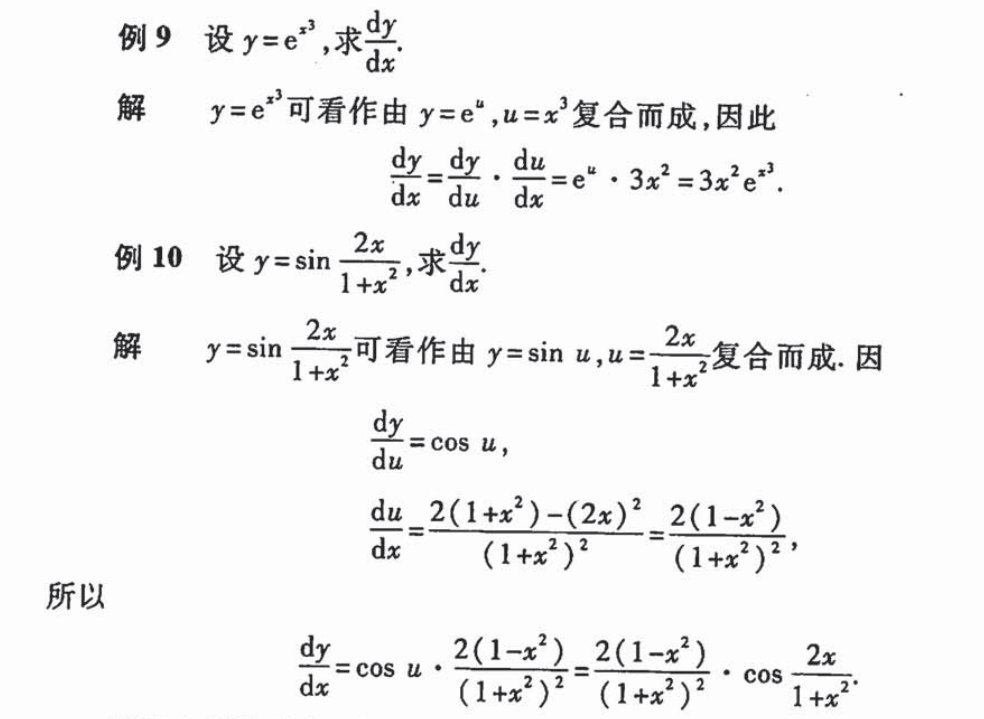 例 9 设 y=e^{x^3},求\frac{dy}{dx}.
解 y=e^{x^3}可看作由 y=e^u,u=x^3复合而成,因此
\frac{dy}{dx}=\frac{dy}{du}·\frac{du}{dx}=e^u·3x^2=3x^2e^{x^3}.
例 10 设 y=sin\frac{2x}{1+x^2},求\frac{dy}{dx}.
解 y=sin\frac{2x}{1+x^2}可看作由 y=sin u,u=\frac{2x}{1+x^2}复合而成. 因
\frac{dy}{du}=cos u,
\frac{du}{dx}=\frac{2(1+x^2)-(2x)^2}{(1+x^2)^2}=\frac{2(1-x^2)}{(1+x^2)^2},
所以
\frac{dy}{dx}=cos u·\frac{2(1-x^2)}{(1+x^2)^2}=\frac{2(1-x^2)}{(1+x^2)^2}·cos\frac{2x}{1+x^2}.